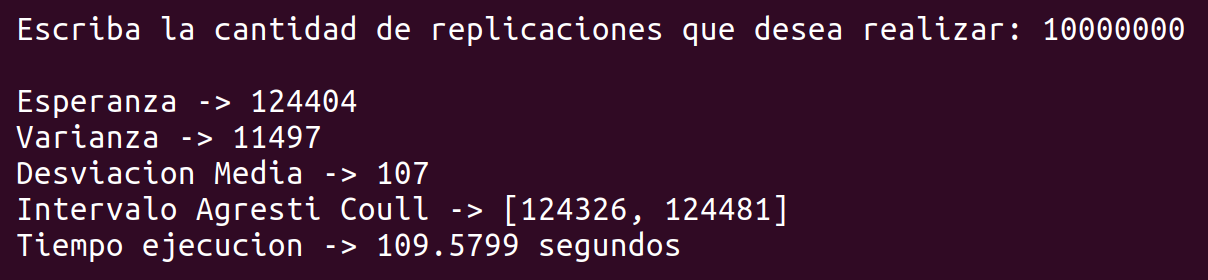 Escriba la cantidad de replicaciones que desea realizar: 10000000
Esperanza -> 124404
Varianza -> 11497
Desviacion Media -> 107
Intervalo Agresti Coull -> [124326, 124481]
Tiempo ejecucion -> 109.5799 segundos